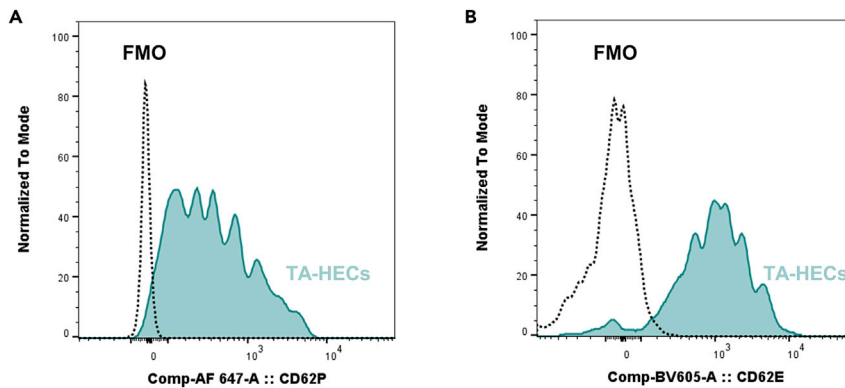 A
FMO
TA-HECs
Normalized To Mode
100
80
60
40
20
0
0
10³
10⁴
Comp-AF 647-A :: CD62P
B
FMO
TA-HECs
Normalized To Mode
100
80
60
40
20
0
0
10³
10⁴
Comp-BV605-A :: CD62E